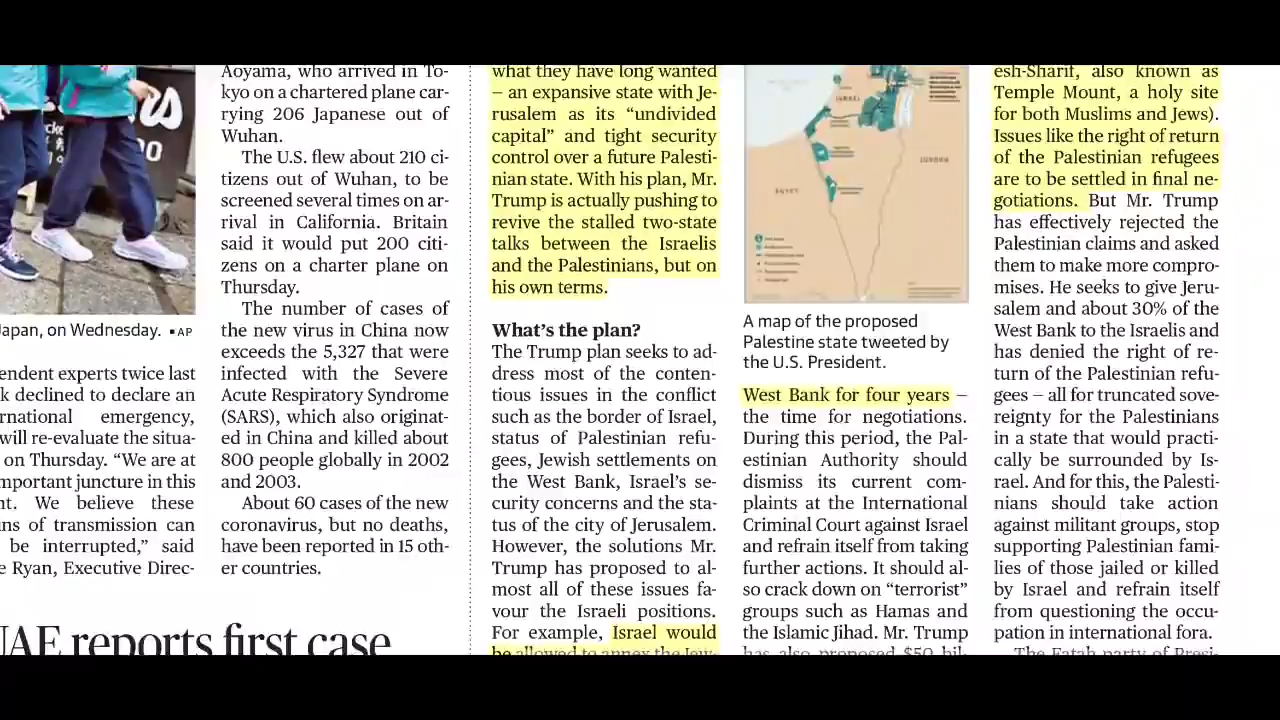 Japan, on Wednesday. ▪AP
endent experts twice last
k declined to declare an
rnational emergency,
will re-evaluate the situa-
on Thursday. “We are at
mportant juncture in this
nt. We believe these
ns of transmission can
be interrupted,” said
e Ryan, Executive Direc-
Aoyama, who arrived in To-
kyo on a chartered plane car-
rying 206 Japanese out of
Wuhan.
The U.S. flew about 210 ci-
tizens out of Wuhan, to be
screened several times on ar-
rival in California. Britain
said it would put 200 citi-
zens on a charter plane on
Thursday.
The number of cases of
the new virus in China now
exceeds the 5,327 that were
infected with the Severe
Acute Respiratory Syndrome
(SARS), which also originat-
ed in China and killed about
800 people globally in 2002
and 2003.
About 60 cases of the new
coronavirus, but no deaths,
have been reported in 15 oth-
er countries.
UAE reports first case
what they have long wanted
– an expansive state with Je-
rusalem as its “undivided
capital” and tight security
control over a future Palesti-
nian state. With his plan, Mr.
Trump is actually pushing to
revive the stalled two-state
talks between the Israelis
and the Palestinians, but on
his own terms.
What’s the plan?
The Trump plan seeks to ad-
dress most of the conten-
tious issues in the conflict
such as the border of Israel,
status of Palestinian refu-
gees, Jewish settlements on
the West Bank, Israel’s se-
curity concerns and the sta-
tus of the city of Jerusalem.
However, the solutions Mr.
Trump has proposed to al-
most all of these issues fa-
vour the Israeli positions.
For example, Israel would
be allowed to annex the Jew-
ISRAEL
JORDAN
EGYPT
A map of the proposed
Palestine state tweeted by
the U.S. President.
West Bank for four years –
the time for negotiations.
During this period, the Pal-
estinian Authority should
dismiss its current com-
plaints at the International
Criminal Court against Israel
and refrain itself from taking
further actions. It should al-
so crack down on “terrorist”
groups such as Hamas and
the Islamic Jihad. Mr. Trump
has also proposed $50 bil-
esh-Sharif, also known as
Temple Mount, a holy site
for both Muslims and Jews).
Issues like the right of return
of the Palestinian refugees
are to be settled in final ne-
gotiations. But Mr. Trump
has effectively rejected the
Palestinian claims and asked
them to make more compro-
mises. He seeks to give Jeru-
salem and about 30% of the
West Bank to the Israelis and
has denied the right of re-
turn of the Palestinian refu-
gees – all for truncated sove-
reignty for the Palestinians
in a state that would practi-
cally be surrounded by Is-
rael. And for this, the Palesti-
nians should take action
against militant groups, stop
supporting Palestinian fami-
lies of those jailed or killed
by Israel and refrain itself
from questioning the occu-
pation in international fora.
The Fatah party of Presi-